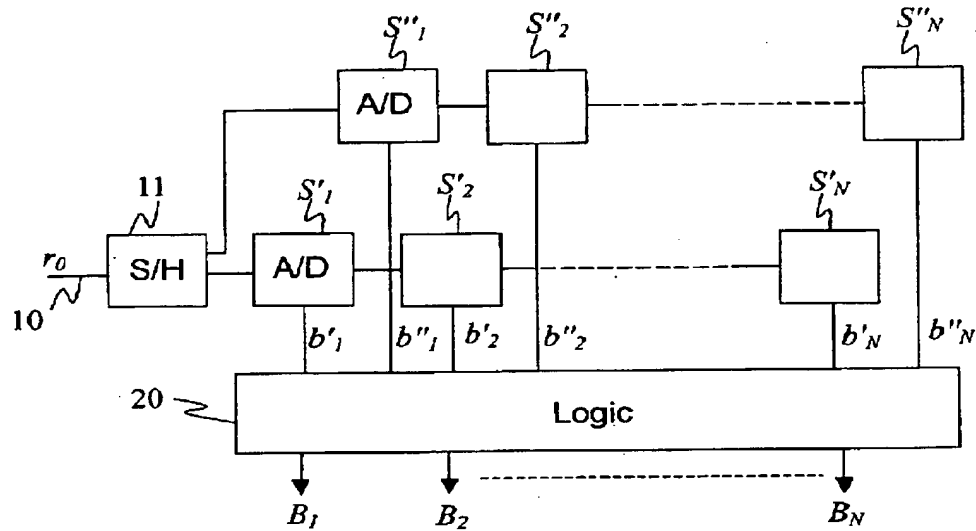 S''1 S''2 S''N
A/D
11 S'1 S'2 S'N
r0 S/H A/D
10
b'1 b''1 b'2 b''2 b'N b''N
20 Logic
B1 B2 BN